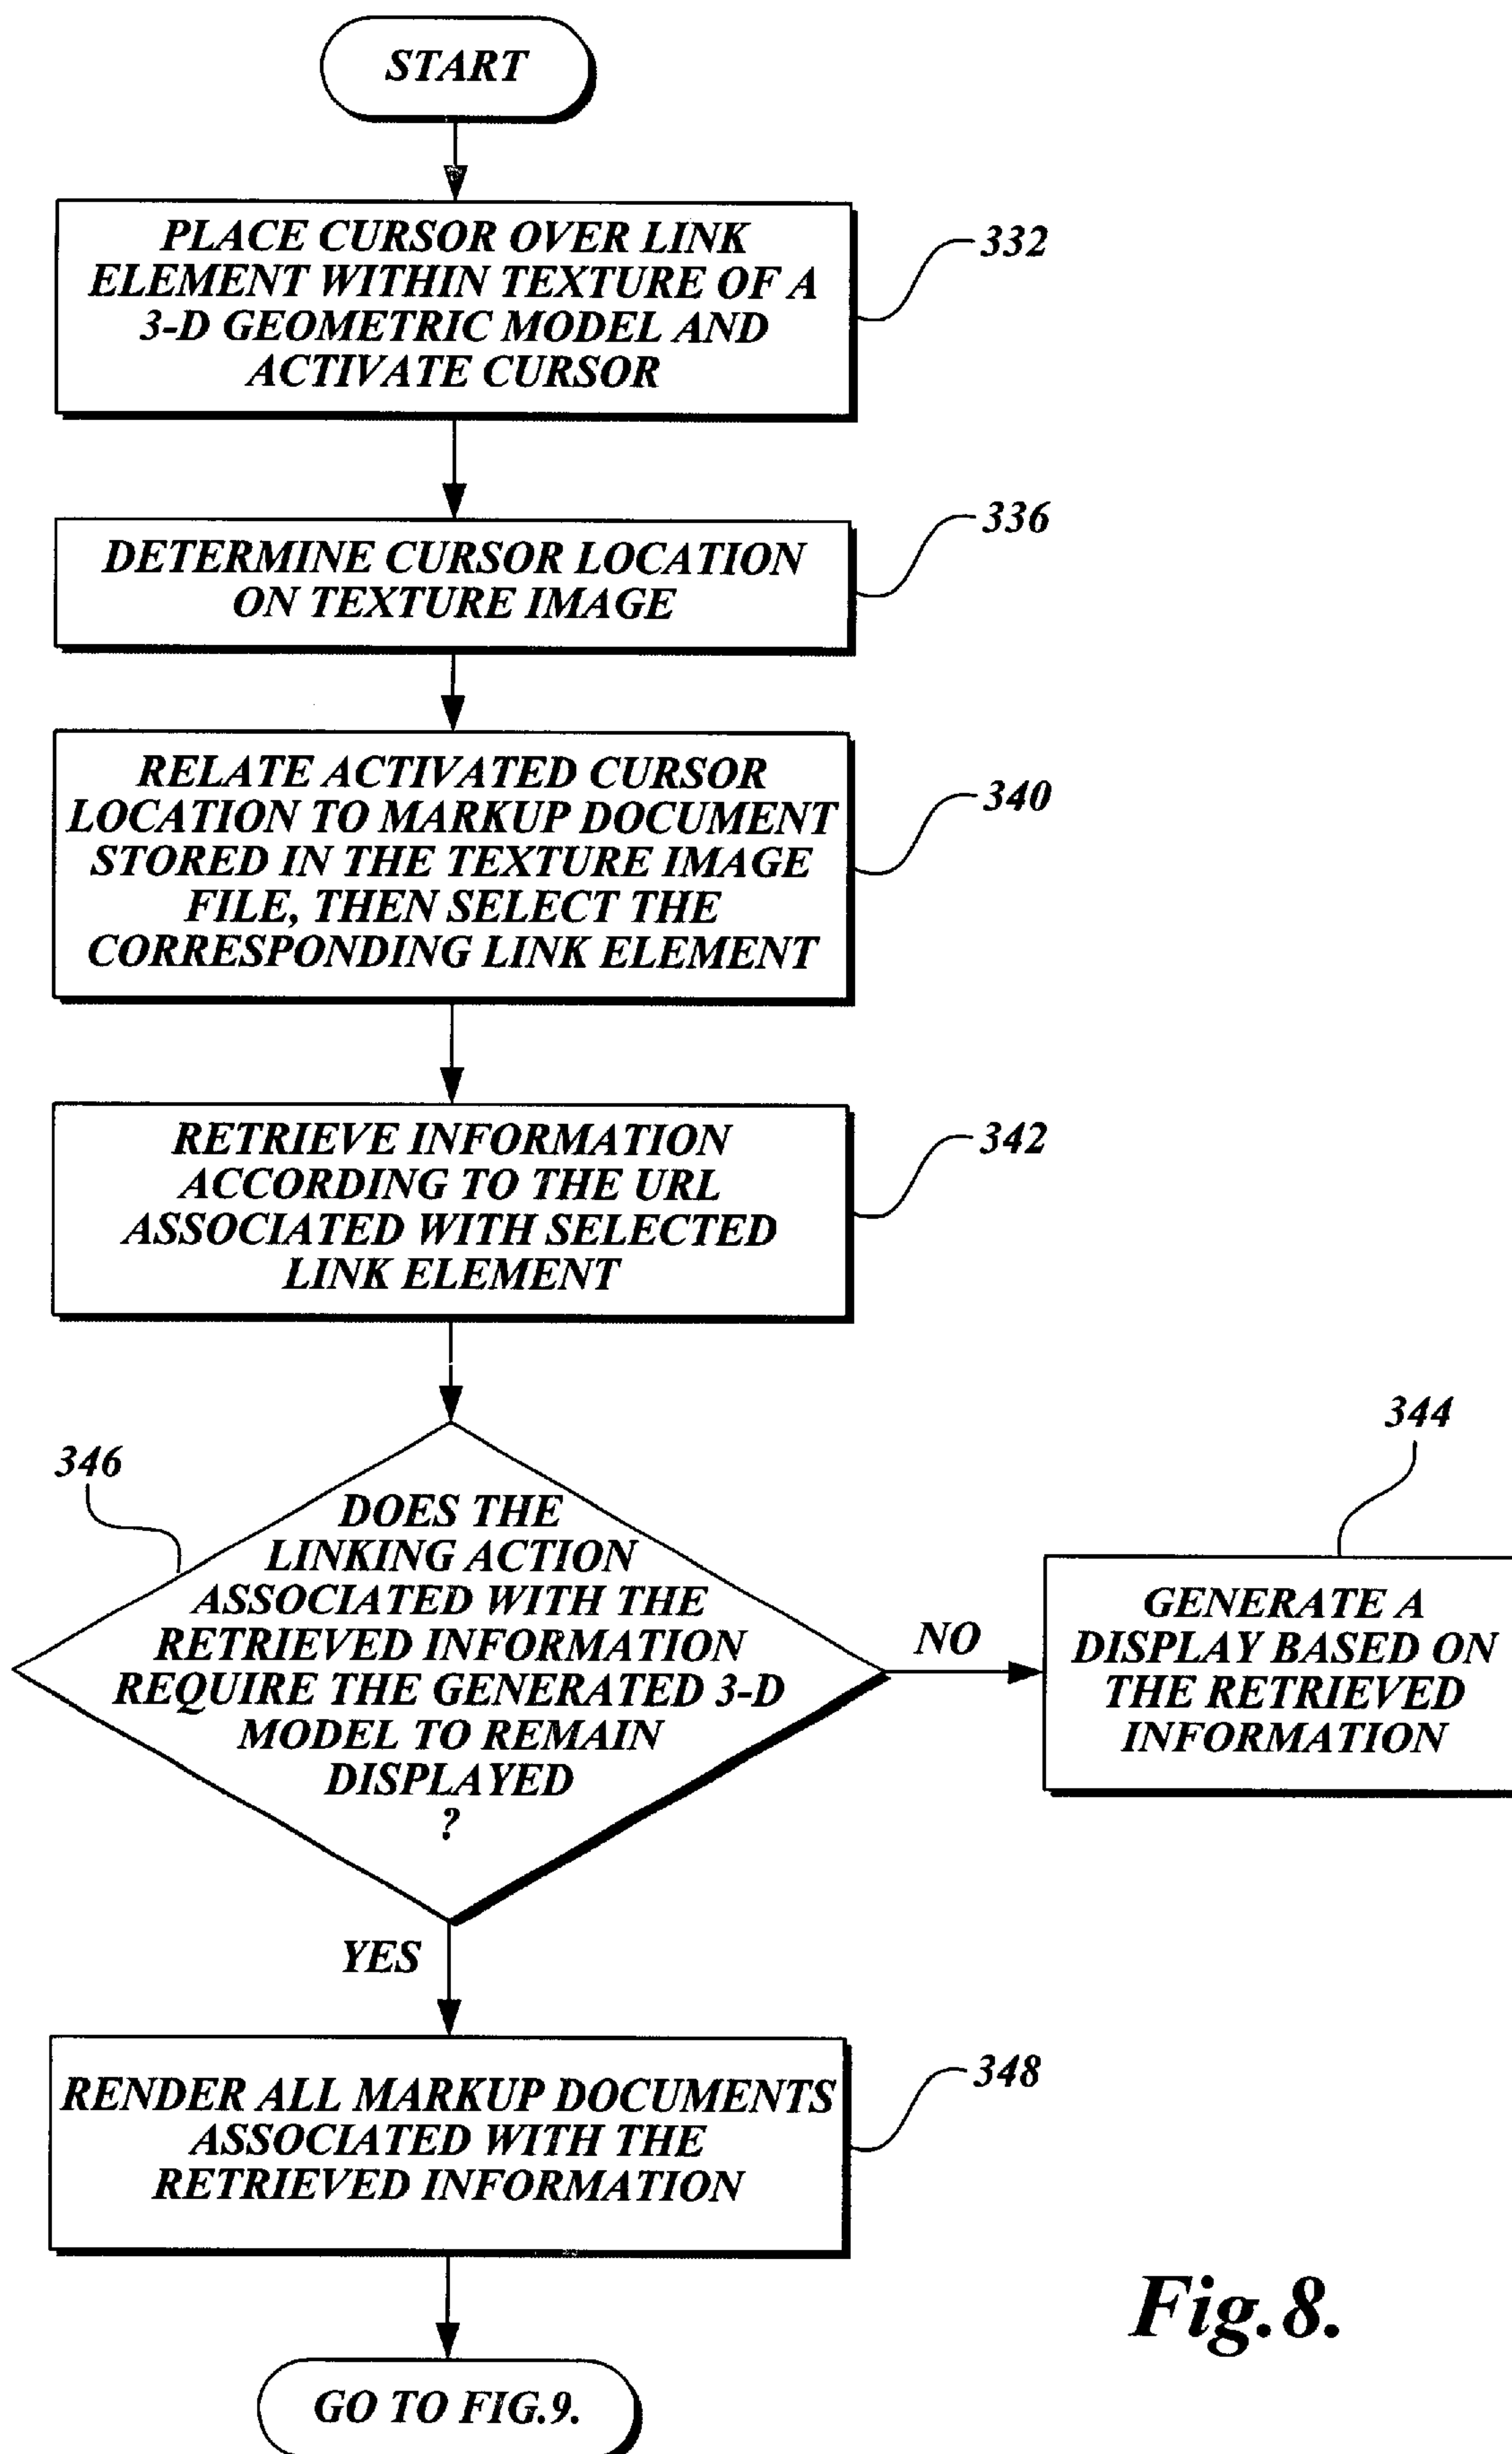 START
PLACE CURSOR OVER LINK
ELEMENT WITHIN TEXTURE OF A
3-D GEOMETRIC MODEL AND
ACTIVATE CURSOR
332
DETERMINE CURSOR LOCATION
ON TEXTURE IMAGE
336
RELATE ACTIVATED CURSOR
LOCATION TO MARKUP DOCUMENT
STORED IN THE TEXTURE IMAGE
FILE, THEN SELECT THE
CORRESPONDING LINK ELEMENT
340
RETRIEVE INFORMATION
ACCORDING TO THE URL
ASSOCIATED WITH SELECTED
LINK ELEMENT
342
346
DOES THE
LINKING ACTION
ASSOCIATED WITH THE
RETRIEVED INFORMATION
REQUIRE THE GENERATED 3-D
MODEL TO REMAIN
DISPLAYED
?
NO
344
GENERATE A
DISPLAY BASED ON
THE RETRIEVED
INFORMATION
YES
RENDER ALL MARKUP DOCUMENTS
ASSOCIATED WITH THE
RETRIEVED INFORMATION
348
GO TO FIG.9.
Fig.8.